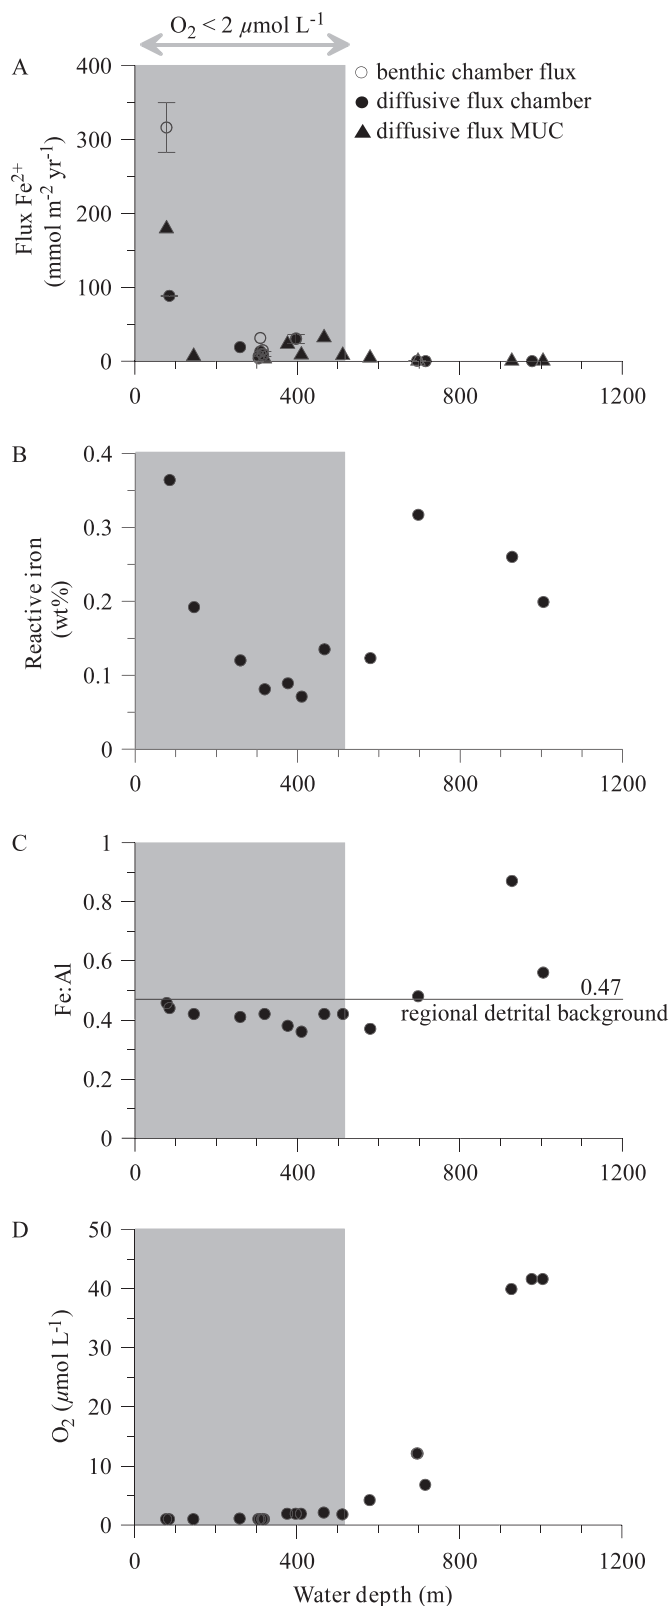 O₂ < 2 µmol L⁻¹
A
400
300
200
100
0
Flux Fe²⁺
(mmol m⁻² yr⁻¹)
benthic chamber flux
diffusive flux chamber
diffusive flux MUC
0 400 800 1200
B
0.4
0.3
0.2
0.1
0
Reactive iron
(wt%)
0 400 800 1200
C
1
0.8
0.6
0.4
0.2
0
Fe:Al
0.47
regional detrital background
0 400 800 1200
D
50
40
30
20
10
0
O₂ (µmol L⁻¹)
0 400 800 1200
Water depth (m)